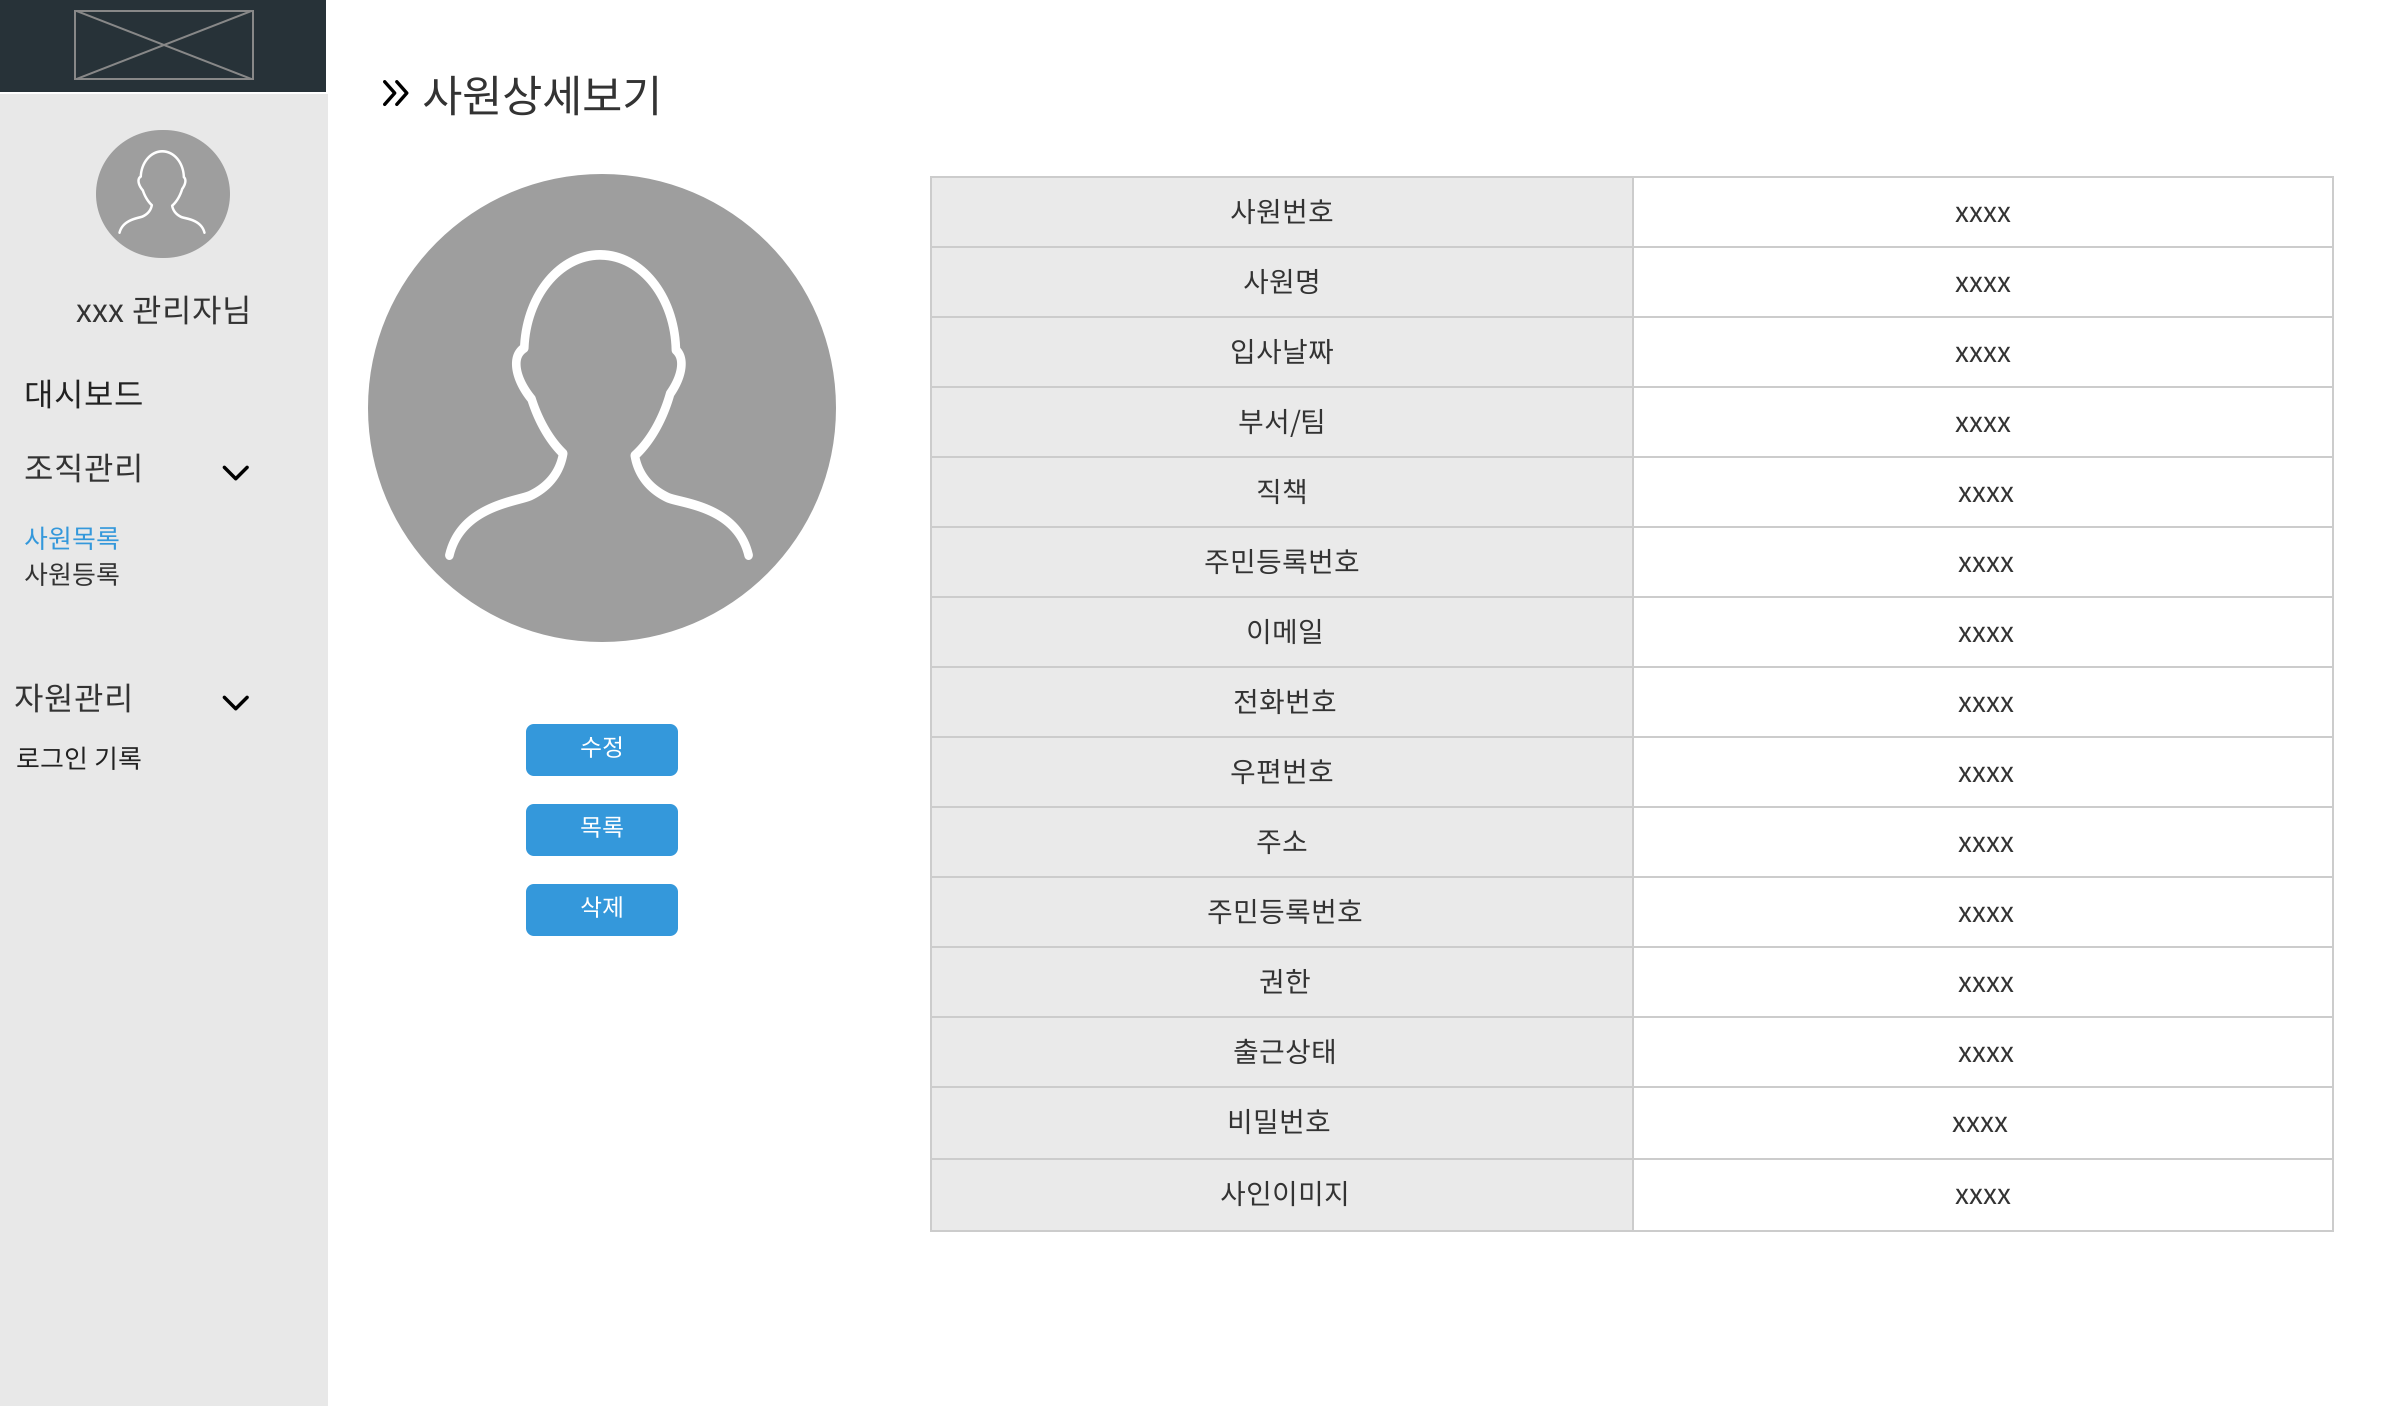 사원상세보기
xxx 관리자님
대시보드
조직관리
사원목록
사원등록
자원관리
로그인 기록
수정
목록
삭제
사원번호 xxxx
사원명 xxxx
입사날짜 xxxx
부서/팀 xxxx
직책 xxxx
주민등록번호 xxxx
이메일 xxxx
전화번호 xxxx
우편번호 xxxx
주소 xxxx
주민등록번호 xxxx
권한 xxxx
출근상태 xxxx
비밀번호 xxxx
사인이미지 xxxx